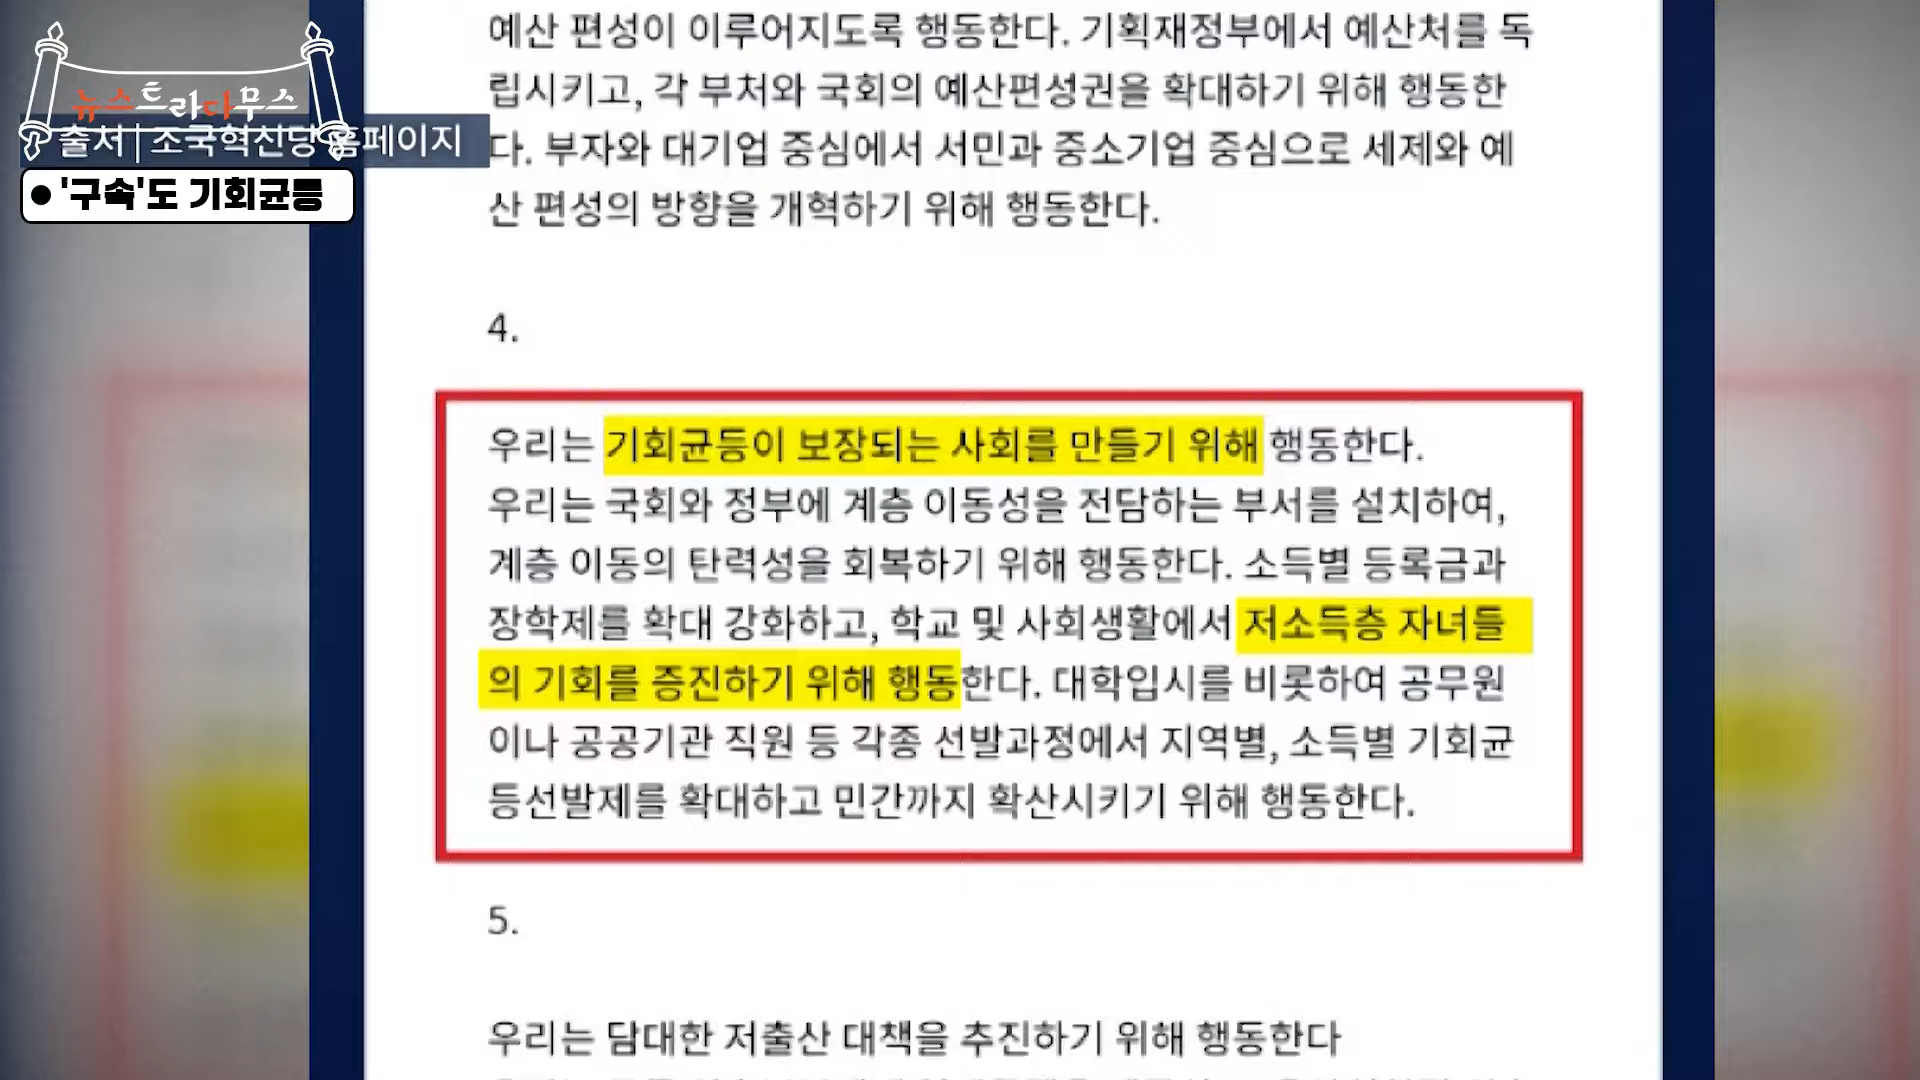 뉴스트라다무스
출처 | 조국혁신당 홈페이지
● '구속'도 기회균등
예산 편성이 이루어지도록 행동한다. 기획재정부에서 예산처를 독
립시키고, 각 부처와 국회의 예산편성권을 확대하기 위해 행동한
다. 부자와 대기업 중심에서 서민과 중소기업 중심으로 세제와 예
산 편성의 방향을 개혁하기 위해 행동한다.
4.
우리는 기회균등이 보장되는 사회를 만들기 위해 행동한다.
우리는 국회와 정부에 계층 이동성을 전담하는 부서를 설치하여,
계층 이동의 탄력성을 회복하기 위해 행동한다. 소득별 등록금과
장학제를 확대 강화하고, 학교 및 사회생활에서 저소득층 자녀들
의 기회를 증진하기 위해 행동한다. 대학입시를 비롯하여 공무원
이나 공공기관 직원 등 각종 선발과정에서 지역별, 소득별 기회균
등선발제를 확대하고 민간까지 확산시키기 위해 행동한다.
5.
우리는 담대한 저출산 대책을 추진하기 위해 행동한다